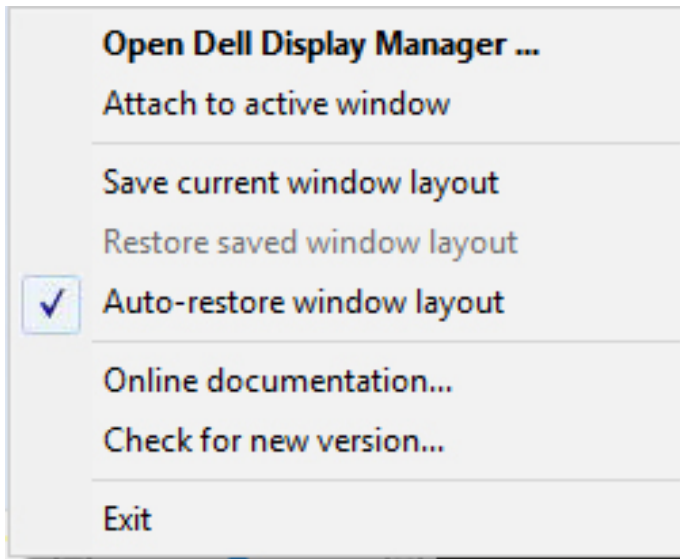 Open Dell Display Manager ...
Attach to active window
Save current window layout
Restore saved window layout
Auto-restore window layout
Online documentation...
Check for new version...
Exit